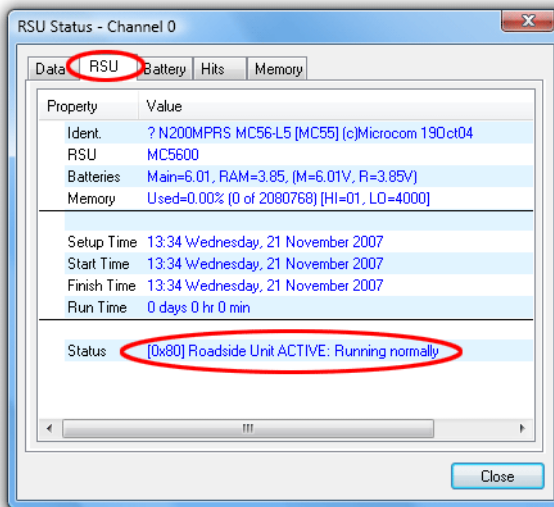 RSU Status - Channel 0
Data RSU Battery Hits Memory
Property Value
Ident. ? N200MPRS MC56-L5 [MC55] (c)Microcom 19Oct04
RSU MC5600
Batteries Main=6.01, RAM=3.85, (M=6.01V, R=3.85V)
Memory Used=0.00% (0 of 2080768) [HI=01, LO=4000]
Setup Time 13:34 Wednesday, 21 November 2007
Start Time 13:34 Wednesday, 21 November 2007
Finish Time 13:34 Wednesday, 21 November 2007
Run Time 0 days 0 hr 0 min
Status [0x80] Roadside Unit ACTIVE: Running normally
Close